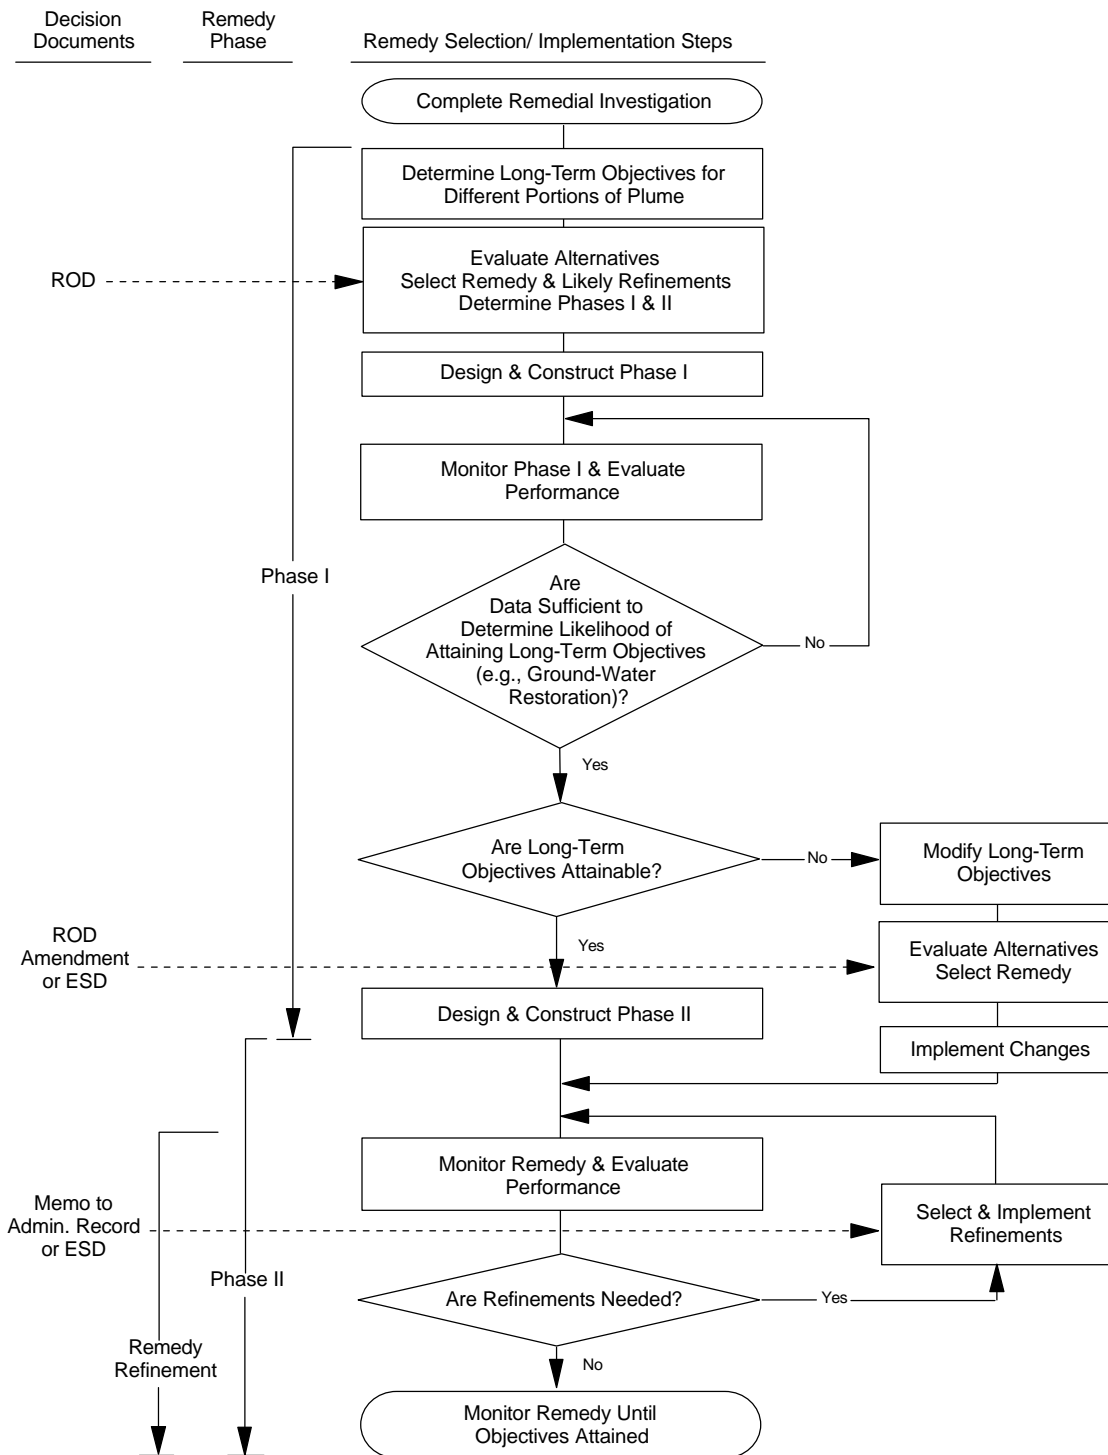 Decision
Documents
Remedy
Phase
Remedy Selection/ Implementation Steps
Complete Remedial Investigation
Determine Long-Term Objectives for
Different Portions of Plume
ROD
Evaluate Alternatives
Select Remedy & Likely Refinements
Determine Phases I & II
Design & Construct Phase I
Monitor Phase I & Evaluate
Performance
Phase I
Are
Data Sufficient to
Determine Likelihood of
Attaining Long-Term Objectives
(e.g., Ground-Water
Restoration)?
No
Yes
Are Long-Term
Objectives Attainable?
No
Modify Long-Term
Objectives
Yes
ROD
Amendment
or ESD
Evaluate Alternatives
Select Remedy
Design & Construct Phase II
Implement Changes
Monitor Remedy & Evaluate
Performance
Memo to
Admin. Record
or ESD
Select & Implement
Refinements
Phase II
Are Refinements Needed?
Yes
Remedy
Refinement
No
Monitor Remedy Until
Objectives Attained